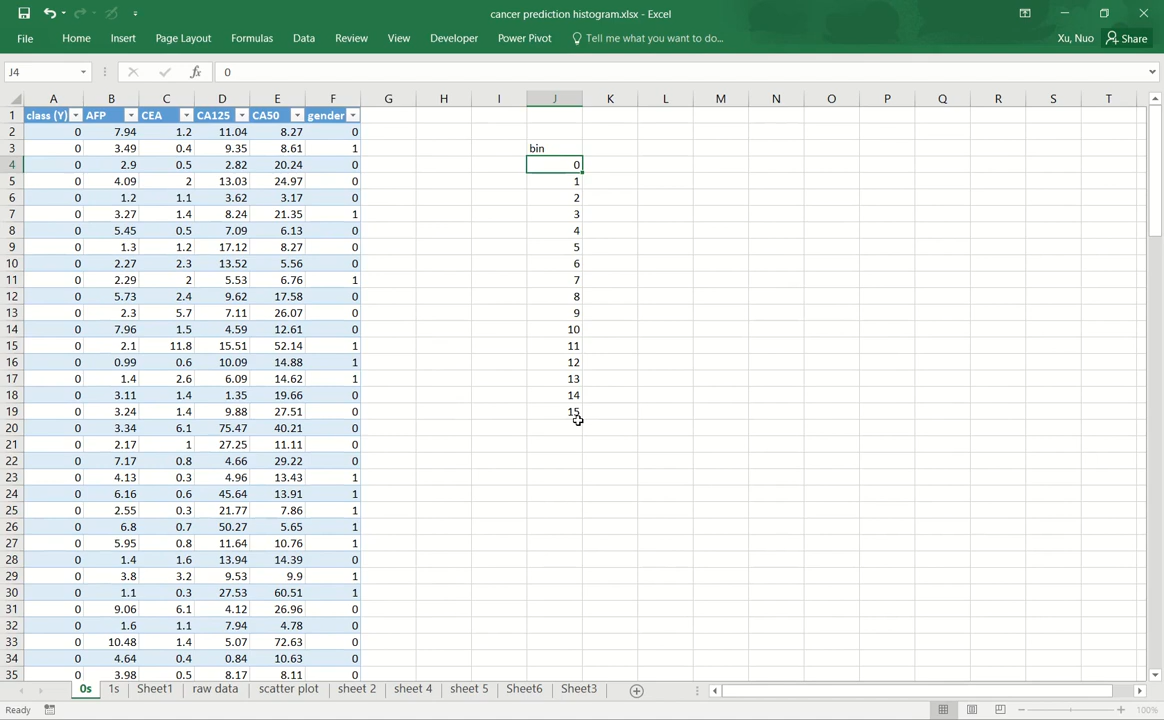 cancer prediction histogram.xlsx - Excel
File Home Insert Page Layout Formulas Data Review View Developer Power Pivot Tell me what you want to do... Xu, Nuo Share
J4 fx 0
A B C D E F G H I J K L M N O P Q R S T
1 class (Y) AFP CEA CA125 CA50 gender
2 0 7.94 1.2 11.04 8.27 0
3 0 3.49 0.4 9.35 8.61 1 bin
4 0 2.9 0.5 2.82 20.24 0 0
5 0 4.09 2 13.03 24.97 0 1
6 0 1.2 1.1 3.62 3.17 0 2
7 0 3.27 1.4 8.24 21.35 1 3
8 0 5.45 0.5 7.09 6.13 0 4
9 0 1.3 1.2 17.12 8.27 0 5
10 0 2.27 2.3 13.52 5.56 0 6
11 0 2.29 2 5.53 6.76 1 7
12 0 5.73 2.4 9.62 17.58 0 8
13 0 2.3 5.7 7.11 26.07 0 9
14 0 7.96 1.5 4.59 12.61 0 10
15 0 2.1 11.8 15.51 52.14 1 11
16 0 0.99 0.6 10.09 14.88 1 12
17 0 1.4 2.6 6.09 14.62 1 13
18 0 3.11 1.4 1.35 19.66 0 14
19 0 3.24 1.4 9.88 27.51 0 15
20 0 3.34 6.1 75.47 40.21 0
21 0 2.17 1 27.25 11.11 0
22 0 7.17 0.8 4.66 29.22 0
23 0 4.13 0.3 4.96 13.43 1
24 0 6.16 0.6 45.64 13.91 1
25 0 2.55 0.3 21.77 7.86 1
26 0 6.8 0.7 50.27 5.65 1
27 0 5.95 0.8 11.64 10.76 1
28 0 1.4 1.6 13.94 14.39 0
29 0 3.8 3.2 9.53 9.9 1
30 0 1.1 0.3 27.53 60.51 1
31 0 9.06 6.1 4.12 26.96 0
32 0 1.6 1.1 7.94 4.78 0
33 0 10.48 1.4 5.07 72.63 0
34 0 4.64 0.4 0.84 10.63 0
35 0 3.98 0.5 8.17 8.11 0
0s 1s Sheet1 raw data scatter plot sheet 2 sheet 4 sheet 5 Sheet6 Sheet3
Ready 100%